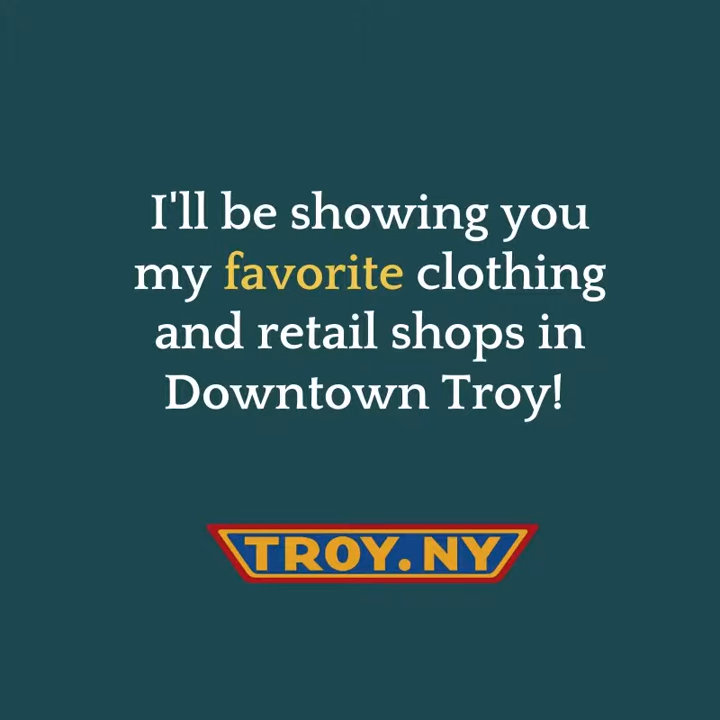 I'll be showing you
my favorite clothing
and retail shops in
Downtown Troy!
TROY.NY